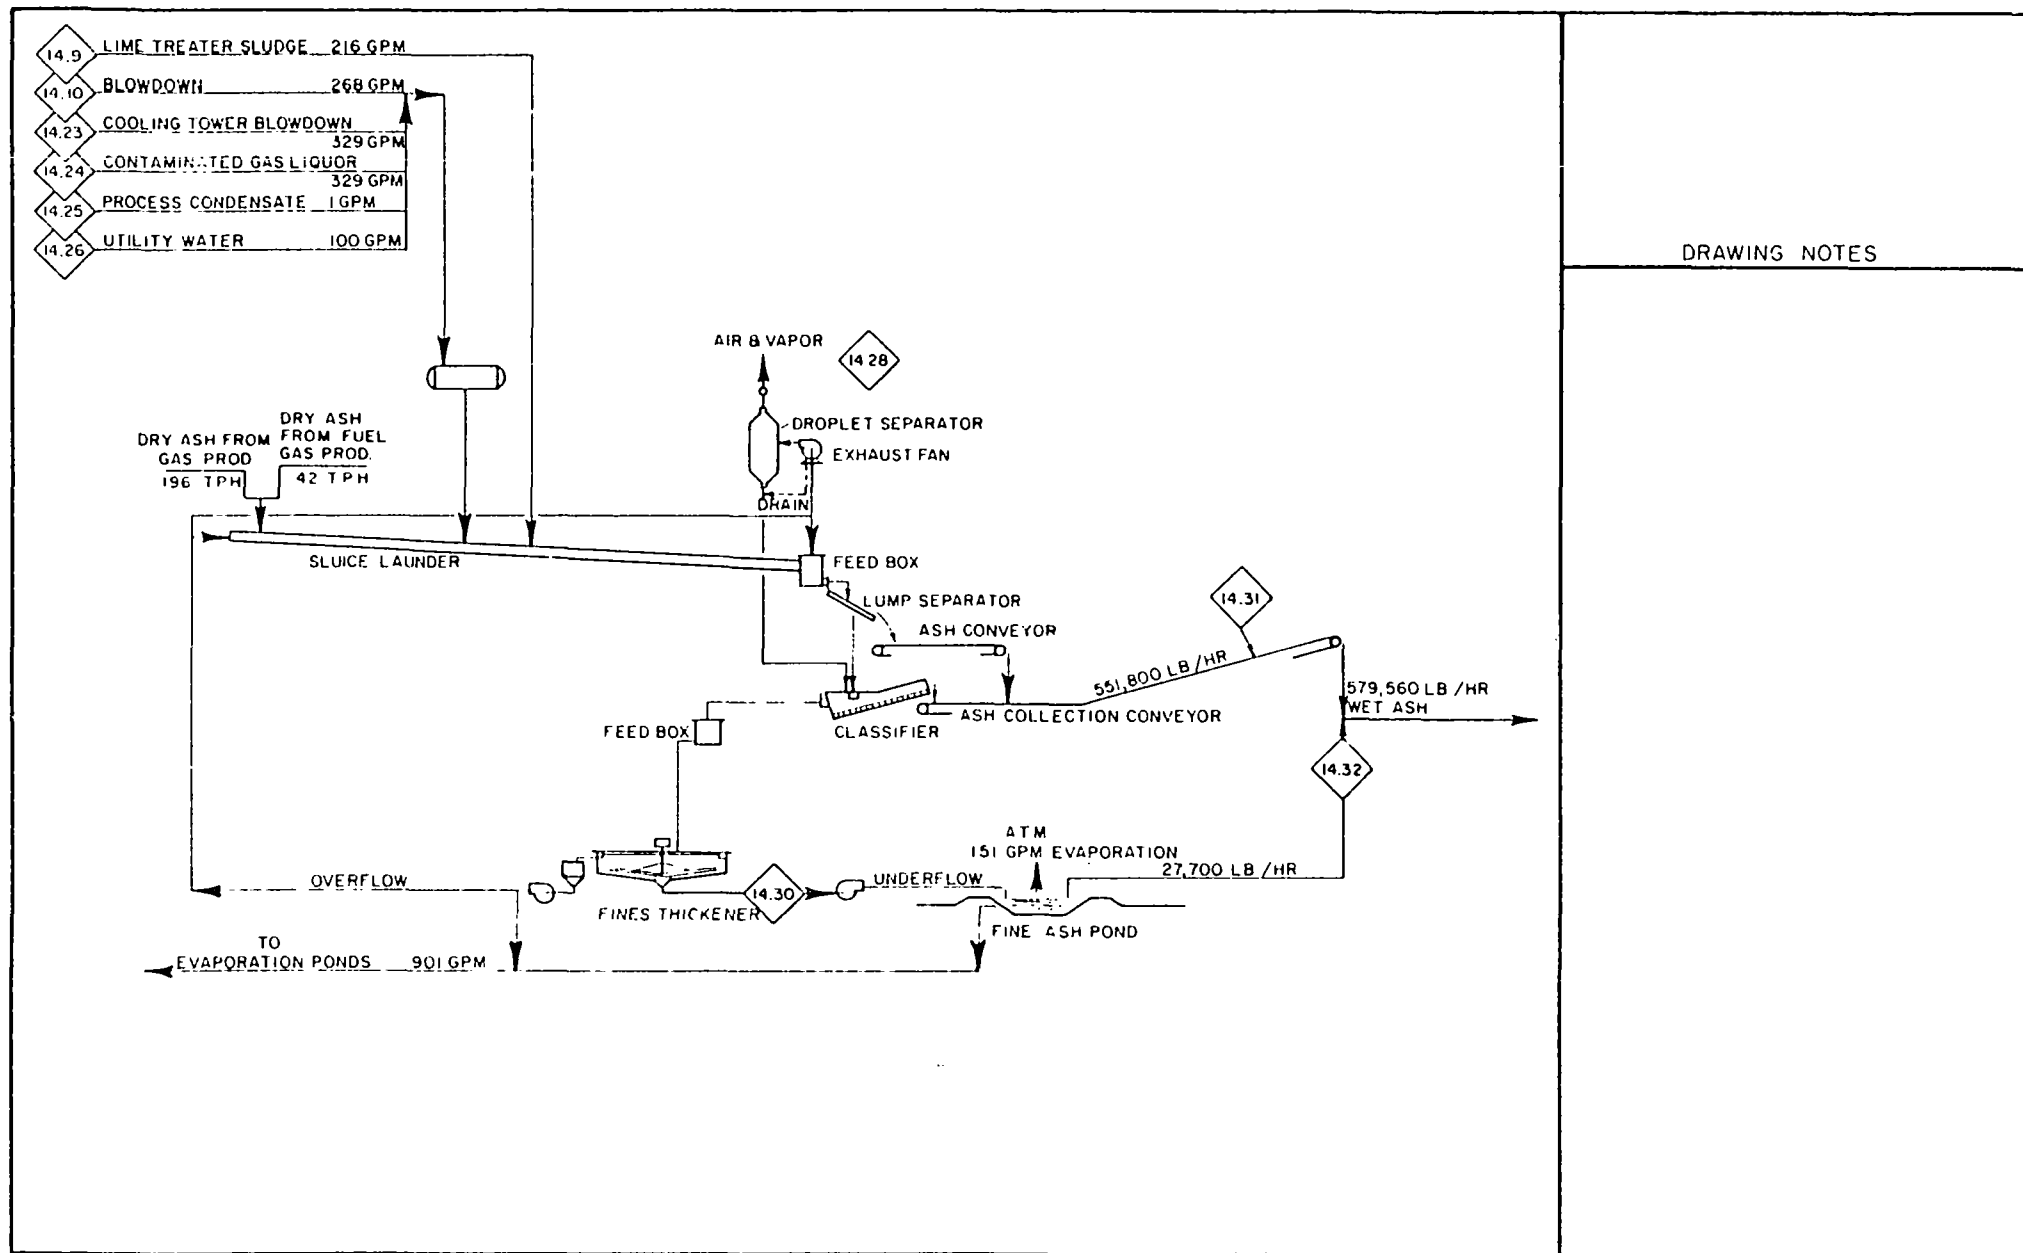 14.9 LIME TREATER SLUDGE 216 GPM
14.10 BLOWDOWN 268 GPM
14.23 COOLING TOWER BLOWDOWN
329 GPM
14.24 CONTAMINATED GAS LIQUOR
329 GPM
14.25 PROCESS CONDENSATE 1 GPM
14.26 UTILITY WATER 100 GPM
DRAWING NOTES
AIR & VAPOR
14.28
DROPLET SEPARATOR
EXHAUST FAN
DRAIN
DRY ASH FROM
GAS PROD
196 TPH
DRY ASH
FROM FUEL
GAS PROD.
42 TPH
SLUICE LAUNDER
FEED BOX
LUMP SEPARATOR
ASH CONVEYOR
14.31
551,800 LB/HR
579,560 LB/HR
WET ASH
ASH COLLECTION CONVEYOR
CLASSIFIER
FEED BOX
14.32
ATM
151 GPM EVAPORATION
27,700 LB/HR
OVERFLOW
14.30
UNDERFLOW
FINES THICKENER
FINE ASH POND
TO
EVAPORATION PONDS 901 GPM